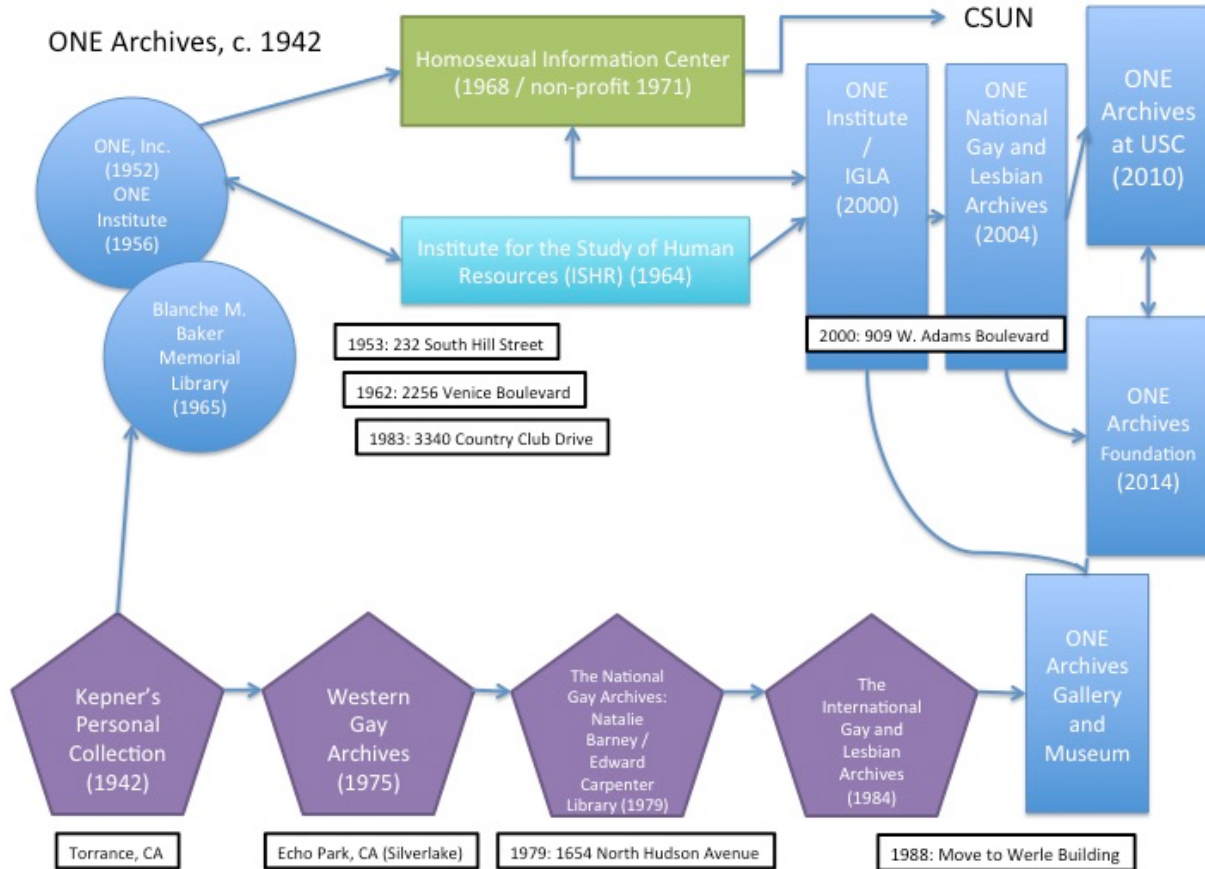 ONE Archives, c. 1942
CSUN
Homosexual Information Center
(1968 / non-profit 1971)
ONE, Inc.
(1952)
ONE
Institute
(1956)
Institute for the Study of Human
Resources (ISHR) (1964)
ONE
Institute
/
IGLA
(2000)
ONE
National
Gay and
Lesbian
Archives
(2004)
ONE
Archives
at USC
(2010)
Blanche M.
Baker
Memorial
Library
(1965)
1953: 232 South Hill Street
1962: 2256 Venice Boulevard
1983: 3340 Country Club Drive
2000: 909 W. Adams Boulevard
ONE
Archives
Foundation
(2014)
Kepner’s
Personal
Collection
(1942)
Western
Gay
Archives
(1975)
The National
Gay Archives:
Natalie
Barney /
Edward
Carpenter
Library (1979)
The
International
Gay and
Lesbian
Archives
(1984)
ONE
Archives
Gallery
and
Museum
Torrance, CA
Echo Park, CA (Silverlake)
1979: 1654 North Hudson Avenue
1988: Move to Werle Building